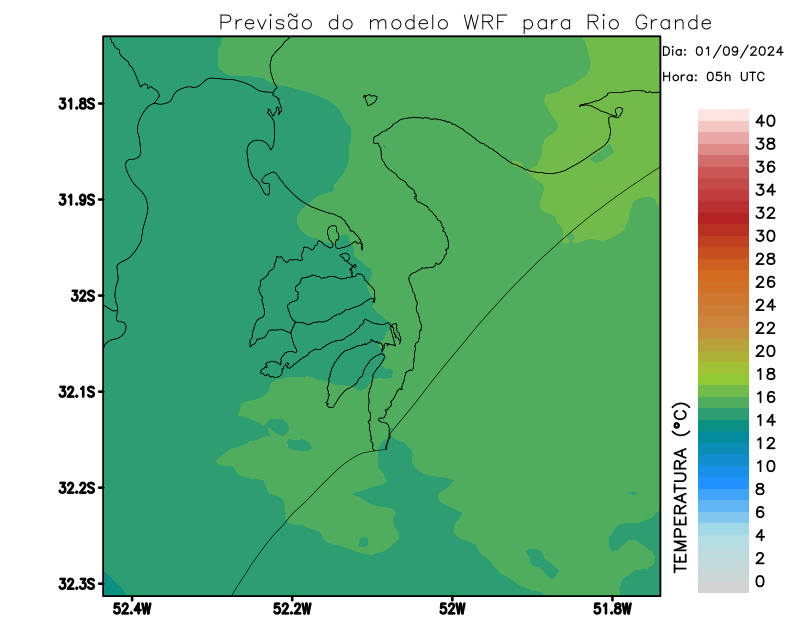 Previsão do modelo WRF para Rio Grande
Dia: 01/09/2024
Hora: 05h UTC
31.8S
31.9S
32S
32.1S
32.2S
32.3S
52.4W
52.2W
52W
51.8W
TEMPERATURA (°C)
40
38
36
34
32
30
28
26
24
22
20
18
16
14
12
10
8
6
4
2
0